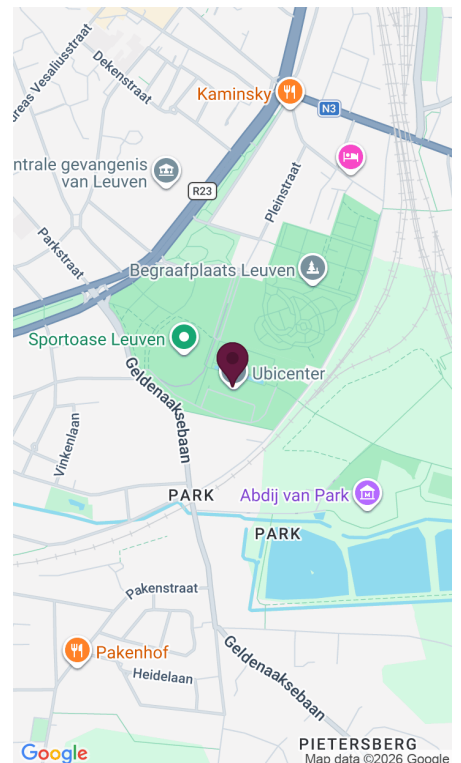 reas Vesaliusstraat
Dekenstraat
Kaminsky
N3
ntrale gevangenis
van Leuven
R23
Pleinstraat
Parkstraat
Begraafplaats Leuven
Sportoase Leuven
Ubicenter
Geldenaaksebaan
Vinkenlaan
PARK
Abdij van Park
PARK
Pakenstraat
Pakenhof
Heidelaan
Geldenaaksebaan
PIETERSBERG
Google
Map data ©2026 Google